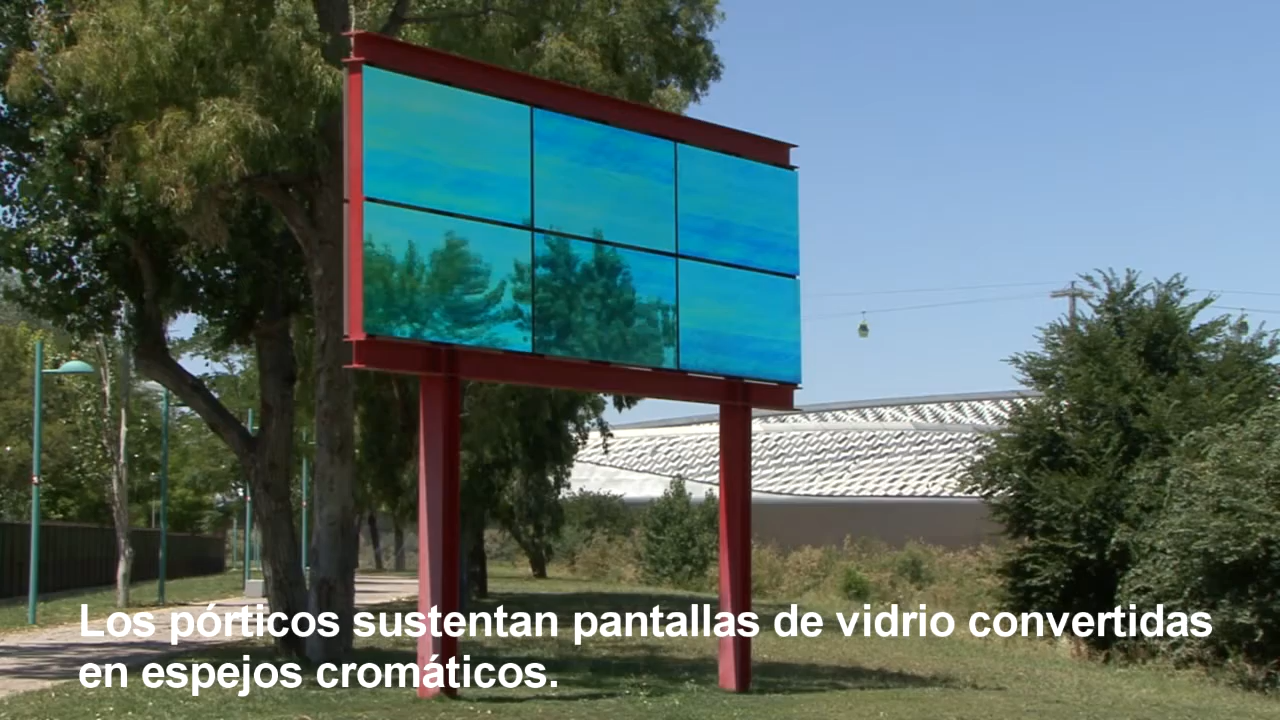 Los pórticos sustentan pantallas de vidrio convertidas
en espejos cromáticos.